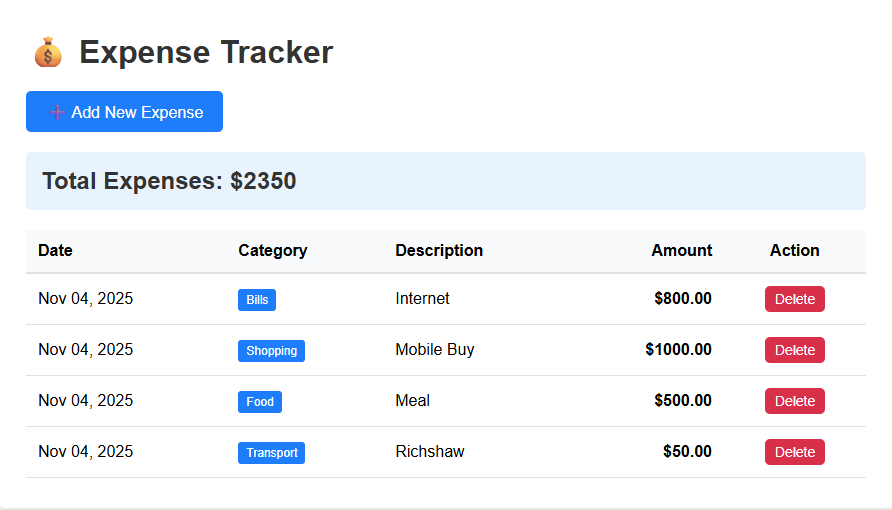 Expense Tracker
Add New Expense
Total Expenses: $2350
Date Category Description Amount Action
Nov 04, 2025 Bills Internet $800.00 Delete
Nov 04, 2025 Shopping Mobile Buy $1000.00 Delete
Nov 04, 2025 Food Meal $500.00 Delete
Nov 04, 2025 Transport Richshaw $50.00 Delete